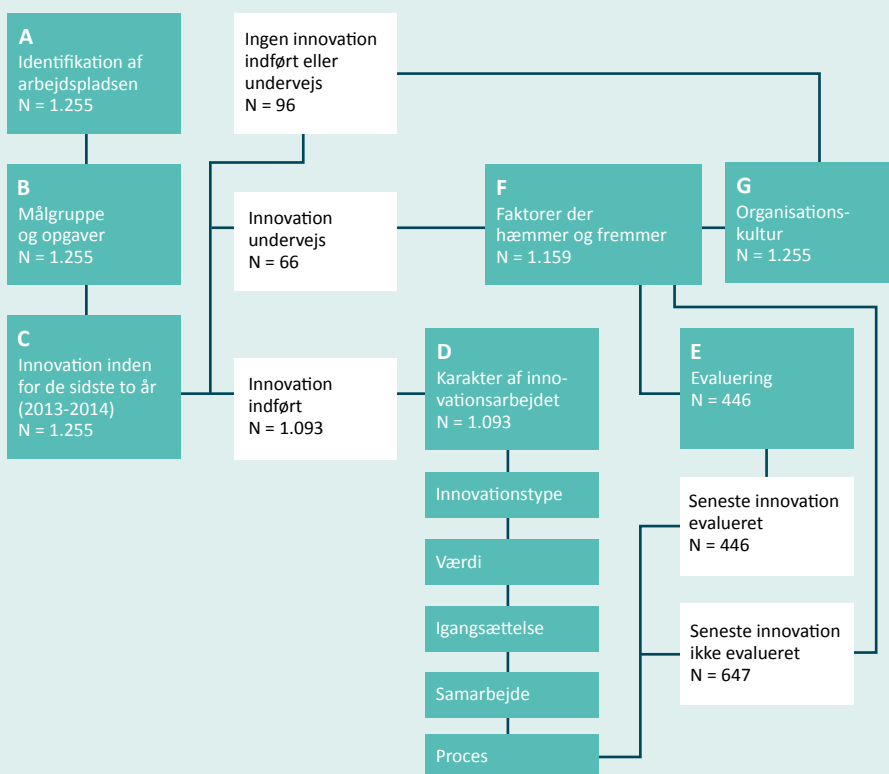 A
Identifikation af
arbejdspladsen
N = 1.255
Ingen innovation
indført eller
undervejs
N = 96
B
Målgruppe
og opgaver
N = 1.255
Innovation
undervejs
N = 66
F
Faktorer der
hæmmer og fremmer
N = 1.159
G
Organisations-
kultur
N = 1.255
C
Innovation inden
for de sidste to år
(2013-2014)
N = 1.255
Innovation
indført
N = 1.093
D
Karakter af inno-
vationsarbejdet
N = 1.093
E
Evaluering
N = 446
Innovationstype
Værdi
Igangsættelse
Samarbejde
Proces
Seneste innovation
evalueret
N = 446
Seneste innovation
ikke evalueret
N = 647